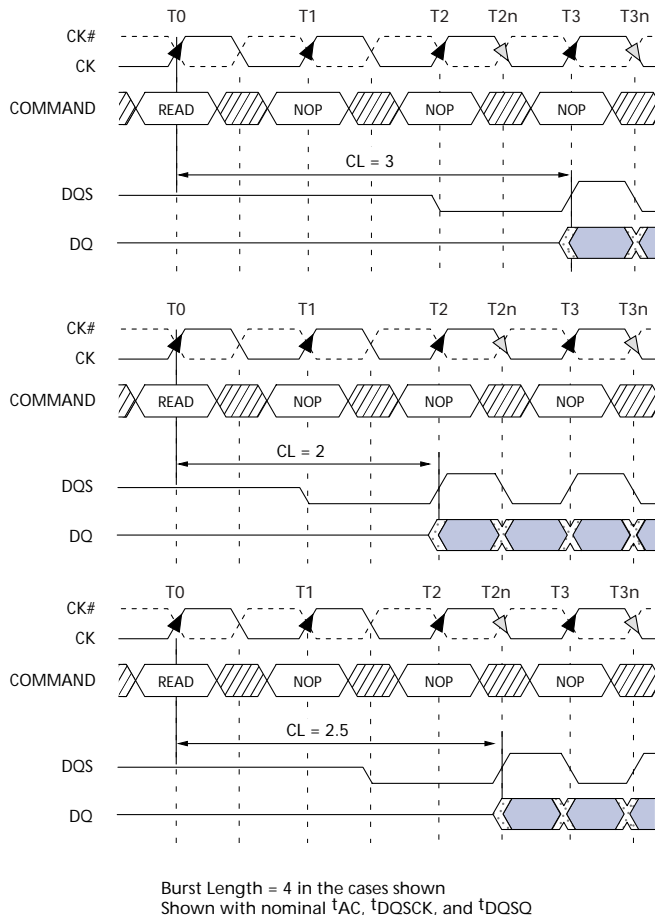 T0 T1 T2 T2n T3 T3n
CK#
CK
COMMAND READ NOP NOP NOP
CL = 3
DQS
DQ
T0 T1 T2 T2n T3 T3n
CK#
CK
COMMAND READ NOP NOP NOP
CL = 2
DQS
DQ
T0 T1 T2 T2n T3 T3n
CK#
CK
COMMAND READ NOP NOP NOP
CL = 2.5
DQS
DQ
Burst Length = 4 in the cases shown
Shown with nominal tAC, tDQSCK, and tDQSQ